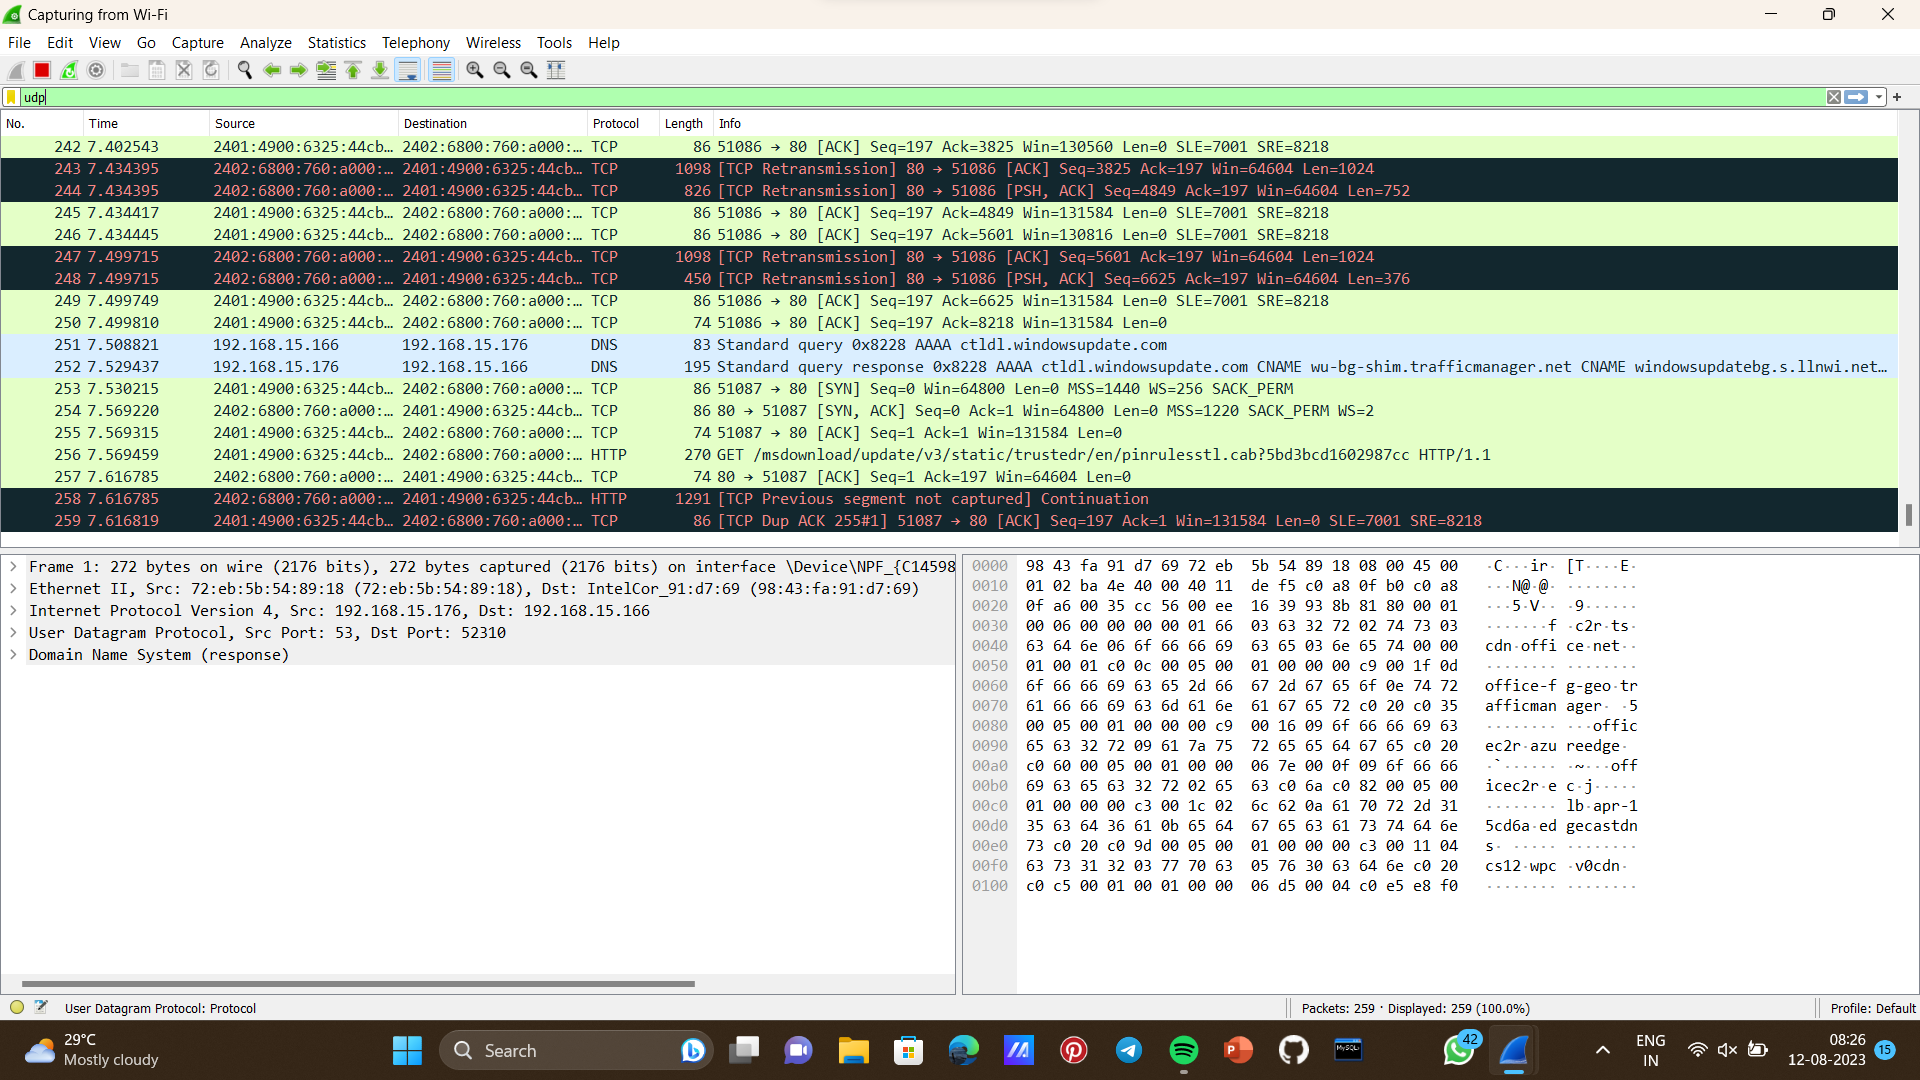 Capturing from Wi-Fi
File Edit View Go Capture Analyze Statistics Telephony Wireless Tools Help
udp
No. Time Source Destination Protocol Length Info
242 7.402543 2401:4900:6325:44cb… 2402:6800:760:a000:… TCP 86 51086 → 80 [ACK] Seq=197 Ack=3825 Win=130560 Len=0 SLE=7001 SRE=8218
243 7.434395 2402:6800:760:a000:… 2401:4900:6325:44cb… TCP 1098 [TCP Retransmission] 80 → 51086 [ACK] Seq=3825 Ack=197 Win=64604 Len=1024
244 7.434395 2402:6800:760:a000:… 2401:4900:6325:44cb… TCP 826 [TCP Retransmission] 80 → 51086 [PSH, ACK] Seq=4849 Ack=197 Win=64604 Len=752
245 7.434417 2401:4900:6325:44cb… 2402:6800:760:a000:… TCP 86 51086 → 80 [ACK] Seq=197 Ack=4849 Win=131584 Len=0 SLE=7001 SRE=8218
246 7.434445 2401:4900:6325:44cb… 2402:6800:760:a000:… TCP 86 51086 → 80 [ACK] Seq=197 Ack=5601 Win=130816 Len=0 SLE=7001 SRE=8218
247 7.499715 2402:6800:760:a000:… 2401:4900:6325:44cb… TCP 1098 [TCP Retransmission] 80 → 51086 [ACK] Seq=5601 Ack=197 Win=64604 Len=1024
248 7.499715 2402:6800:760:a000:… 2401:4900:6325:44cb… TCP 450 [TCP Retransmission] 80 → 51086 [PSH, ACK] Seq=6625 Ack=197 Win=64604 Len=376
249 7.499749 2401:4900:6325:44cb… 2402:6800:760:a000:… TCP 86 51086 → 80 [ACK] Seq=197 Ack=6625 Win=131584 Len=0 SLE=7001 SRE=8218
250 7.499810 2401:4900:6325:44cb… 2402:6800:760:a000:… TCP 74 51086 → 80 [ACK] Seq=197 Ack=8218 Win=131584 Len=0
251 7.508821 192.168.15.166 192.168.15.176 DNS 83 Standard query 0x8228 AAAA ctldl.windowsupdate.com
252 7.529437 192.168.15.176 192.168.15.166 DNS 195 Standard query response 0x8228 AAAA ctldl.windowsupdate.com CNAME wu-bg-shim.trafficmanager.net CNAME windowsupdatebg.s.llnwi.net…
253 7.530215 2401:4900:6325:44cb… 2402:6800:760:a000:… TCP 86 51087 → 80 [SYN] Seq=0 Win=64800 Len=0 MSS=1440 WS=256 SACK_PERM
254 7.569220 2402:6800:760:a000:… 2401:4900:6325:44cb… TCP 86 80 → 51087 [SYN, ACK] Seq=0 Ack=1 Win=64800 Len=0 MSS=1220 SACK_PERM WS=2
255 7.569315 2401:4900:6325:44cb… 2402:6800:760:a000:… TCP 74 51087 → 80 [ACK] Seq=1 Ack=1 Win=131584 Len=0
256 7.569459 2401:4900:6325:44cb… 2402:6800:760:a000:… HTTP 270 GET /msdownload/update/v3/static/trustedr/en/pinrulesstl.cab?5bd3bcd1602987cc HTTP/1.1
257 7.616785 2402:6800:760:a000:… 2401:4900:6325:44cb… TCP 74 80 → 51087 [ACK] Seq=1 Ack=197 Win=64604 Len=0
258 7.616785 2402:6800:760:a000:… 2401:4900:6325:44cb… HTTP 1291 [TCP Previous segment not captured] Continuation
259 7.616819 2401:4900:6325:44cb… 2402:6800:760:a000:… TCP 86 [TCP Dup ACK 255#1] 51087 → 80 [ACK] Seq=197 Ack=1 Win=131584 Len=0 SLE=7001 SRE=8218
Frame 1: 272 bytes on wire (2176 bits), 272 bytes captured (2176 bits) on interface \Device\NPF_{C14598
Ethernet II, Src: 72:eb:5b:54:89:18 (72:eb:5b:54:89:18), Dst: IntelCor_91:d7:69 (98:43:fa:91:d7:69)
Internet Protocol Version 4, Src: 192.168.15.176, Dst: 192.168.15.166
User Datagram Protocol, Src Port: 53, Dst Port: 52310
Domain Name System (response)
0000 98 43 fa 91 d7 69 72 eb 5b 54 89 18 08 00 45 00 ·C···ir· [T····E·
0010 01 02 ba 4e 40 00 40 11 de f5 c0 a8 0f b0 c0 a8 ···N@·@· ········
0020 0f a6 00 35 cc 56 00 ee 16 39 93 8b 81 80 00 01 ···5·V·· ·9······
0030 00 06 00 00 00 00 01 66 03 63 32 72 02 74 73 03 ·······f ·c2r·ts·
0040 63 64 6e 06 6f 66 66 69 63 65 03 6e 65 74 00 00 cdn·offi ce·net··
0050 01 00 01 c0 0c 00 05 00 01 00 00 00 c9 00 1f 0d ········ ········
0060 6f 66 66 69 63 65 2d 66 67 2d 67 65 6f 0e 74 72 office-f g-geo·tr
0070 61 66 66 69 63 6d 61 6e 61 67 65 72 c0 20 c0 35 afficman ager· ·5
0080 00 05 00 01 00 00 00 c9 00 16 09 6f 66 66 69 63 ········ ···offic
0090 65 63 32 72 09 61 7a 75 72 65 65 64 67 65 c0 20 ec2r·azu reedge·
00a0 c0 60 00 05 00 01 00 00 06 7e 00 0f 09 6f 66 66 ·`······ ·~···off
00b0 69 63 65 63 32 72 02 65 63 c0 6a c0 82 00 05 00 icec2r·e c·j·····
00c0 01 00 00 00 c3 00 1c 02 6c 62 0a 61 70 72 2d 31 ········ lb·apr-1
00d0 35 63 64 36 61 0b 65 64 67 65 63 61 73 74 64 6e 5cd6a·ed gecastdn
00e0 73 c0 20 c0 9d 00 05 00 01 00 00 00 c3 00 11 04 s· ····· ········
00f0 63 73 31 32 03 77 70 63 05 76 30 63 64 6e c0 20 cs12·wpc ·v0cdn·
0100 c0 c5 00 01 00 01 00 00 06 d5 00 04 c0 e5 e8 f0 ········ ········
User Datagram Protocol: Protocol
Packets: 259 · Displayed: 259 (100.0%)
Profile: Default
29°C
Mostly cloudy
Search
MySQL
42
ENG
IN
08:26
12-08-2023
15